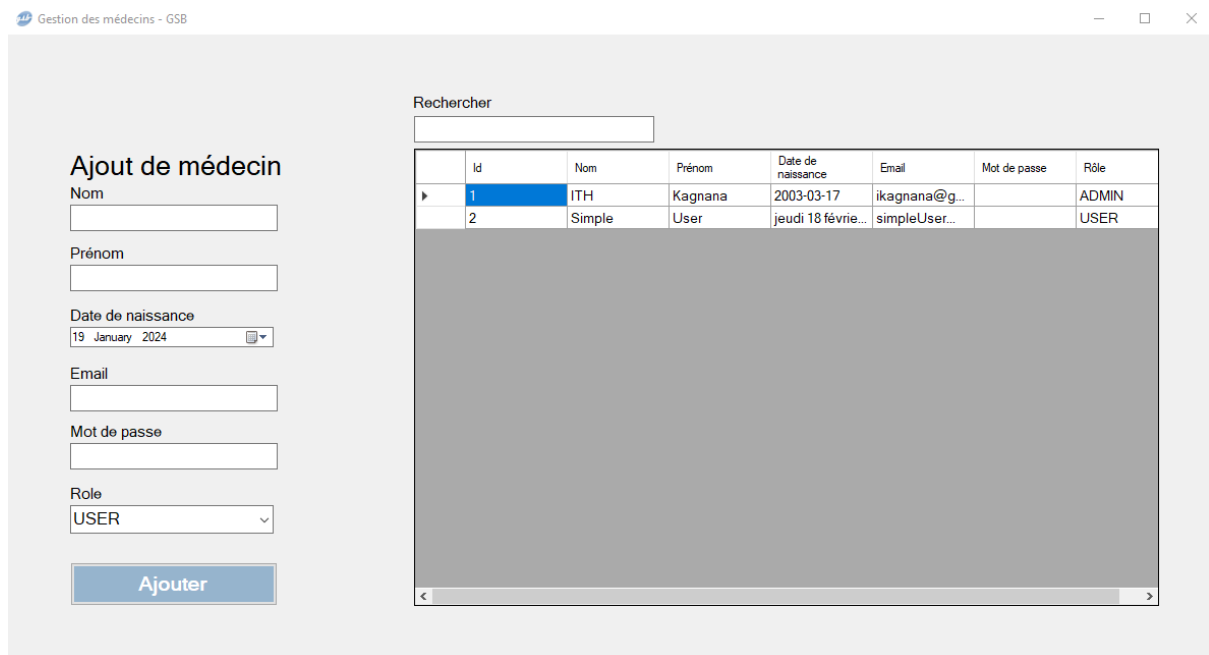 Gestion des médecins - GSB
Rechercher
Ajout de médecin
Nom
Prénom
Date de naissance
19 January 2024
Email
Mot de passe
Role
USER
Ajouter
Id Nom Prénom Date de naissance Email Mot de passe Rôle
1 ITH Kagnana 2003-03-17 ikagnana@g... ADMIN
2 Simple User jeudi 18 févrie... simpleUser... USER